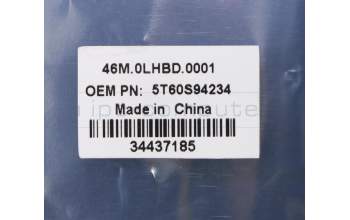 46M.0LHBD.0001
OEM PN: 5T60S94234
Made in China
34437185